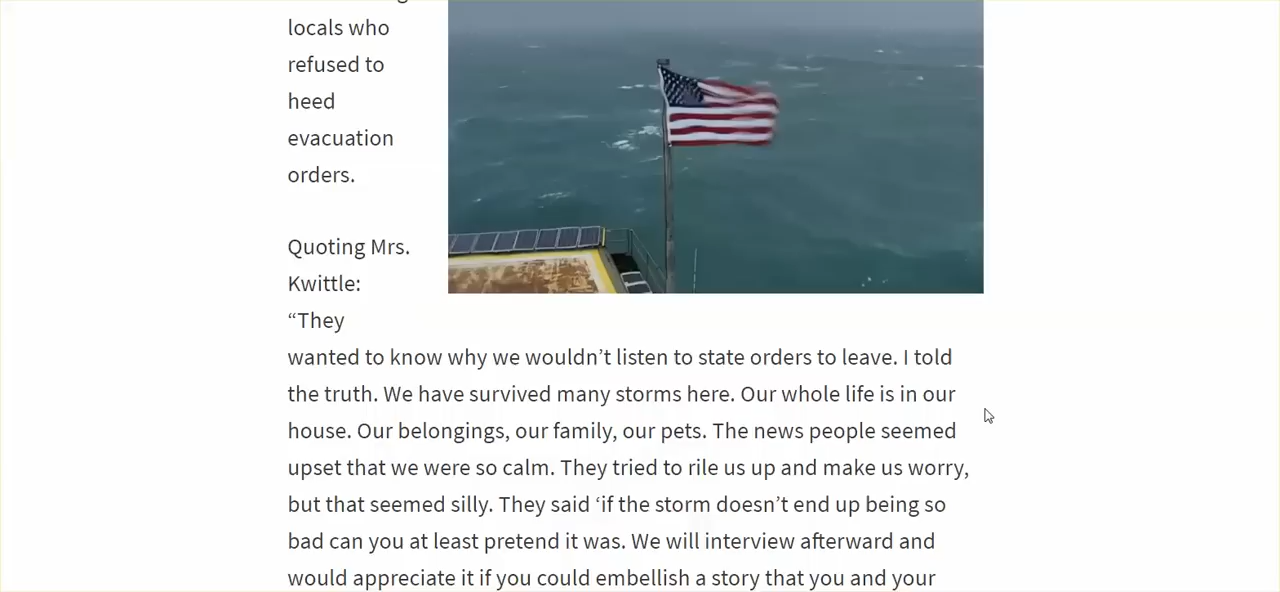 locals who
refused to
heed
evacuation
orders.
Quoting Mrs.
Kwittle:
“They
wanted to know why we wouldn’t listen to state orders to leave. I told
the truth. We have survived many storms here. Our whole life is in our
house. Our belongings, our family, our pets. The news people seemed
upset that we were so calm. They tried to rile us up and make us worry,
but that seemed silly. They said ‘if the storm doesn’t end up being so
bad can you at least pretend it was. We will interview afterward and
would appreciate it if you could embellish a story that you and your